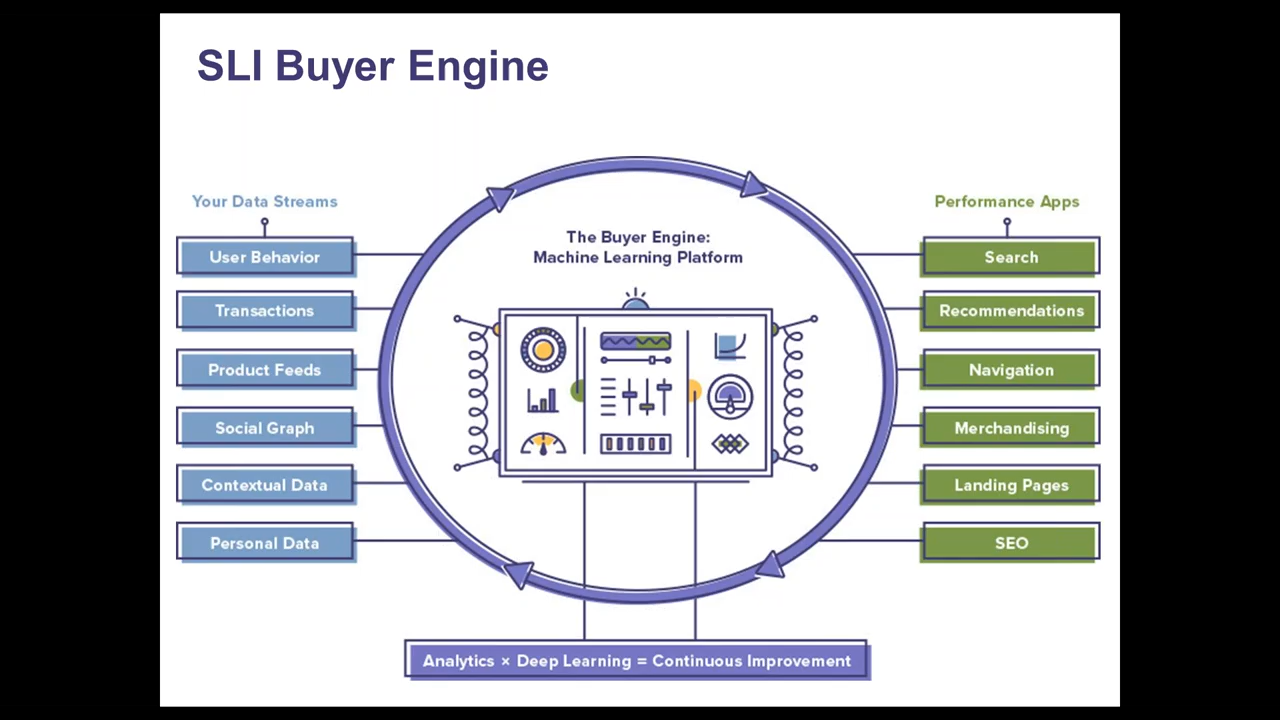 SLI Buyer Engine
Your Data Streams
User Behavior
Transactions
Product Feeds
Social Graph
Contextual Data
Personal Data
The Buyer Engine:
Machine Learning Platform
Performance Apps
Search
Recommendations
Navigation
Merchandising
Landing Pages
SEO
Analytics × Deep Learning = Continuous Improvement